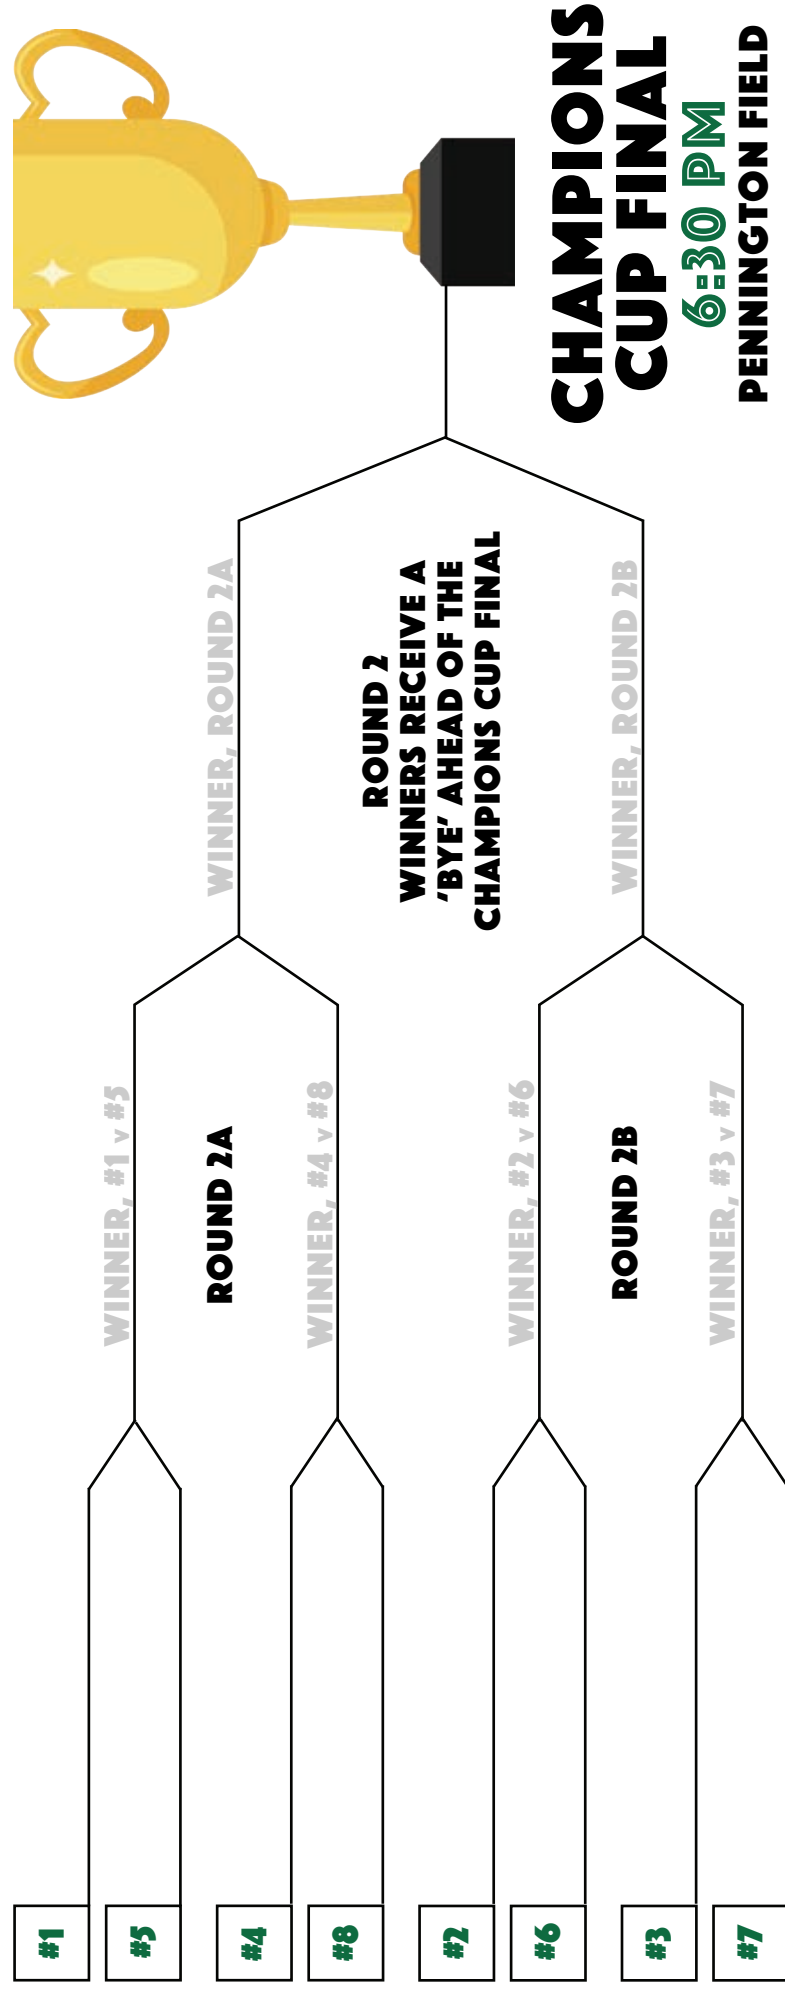 #1
#5
#4
#8
#2
#6
#3
#7
WINNER, #1 v #5
ROUND 2A
WINNER, #4 v #8
WINNER, #2 v #6
ROUND 2B
WINNER, #3 v #7
WINNER, ROUND 2A
ROUND 2
WINNERS RECEIVE A
'BYE' AHEAD OF THE
CHAMPIONS CUP FINAL
WINNER, ROUND 2B
CHAMPIONS
CUP FINAL
6:30 PM
PENNINGTON FIELD